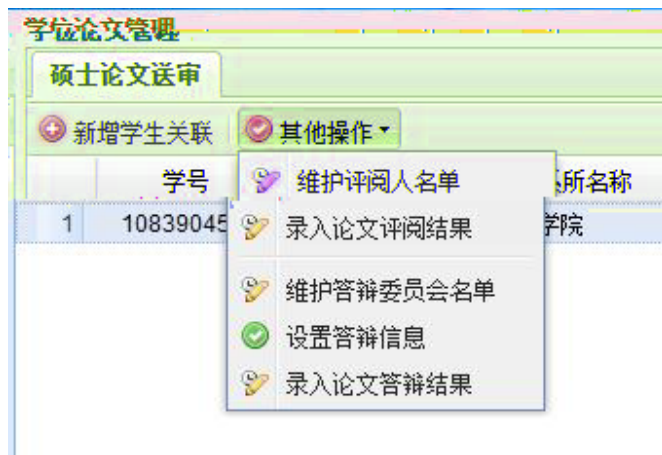 学位论文管理
硕士论文送审
新增学生关联 其他操作
学号 所名称
1 10839045 学院
维护评阅人名单
录入论文评阅结果
维护答辩委员会名单
设置答辩信息
录入论文答辩结果